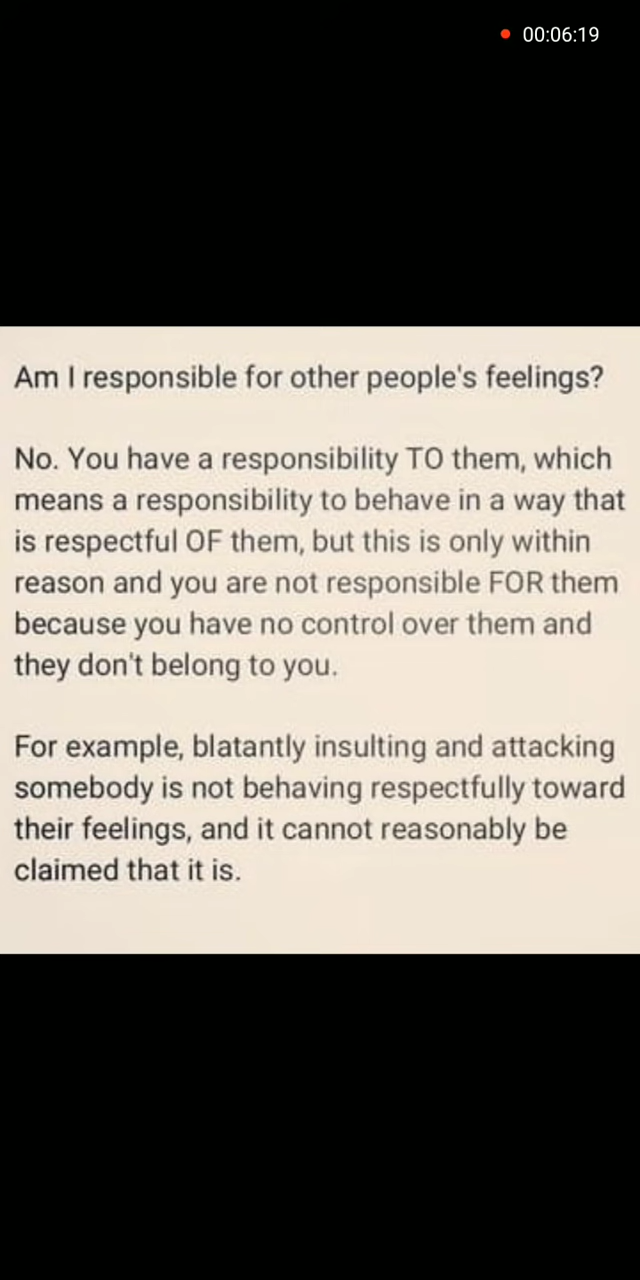 00:06:19
Am I responsible for other people's feelings?
No. You have a responsibility TO them, which
means a responsibility to behave in a way that
is respectful OF them, but this is only within
reason and you are not responsible FOR them
because you have no control over them and
they don't belong to you.
For example, blatantly insulting and attacking
somebody is not behaving respectfully toward
their feelings, and it cannot reasonably be
claimed that it is.